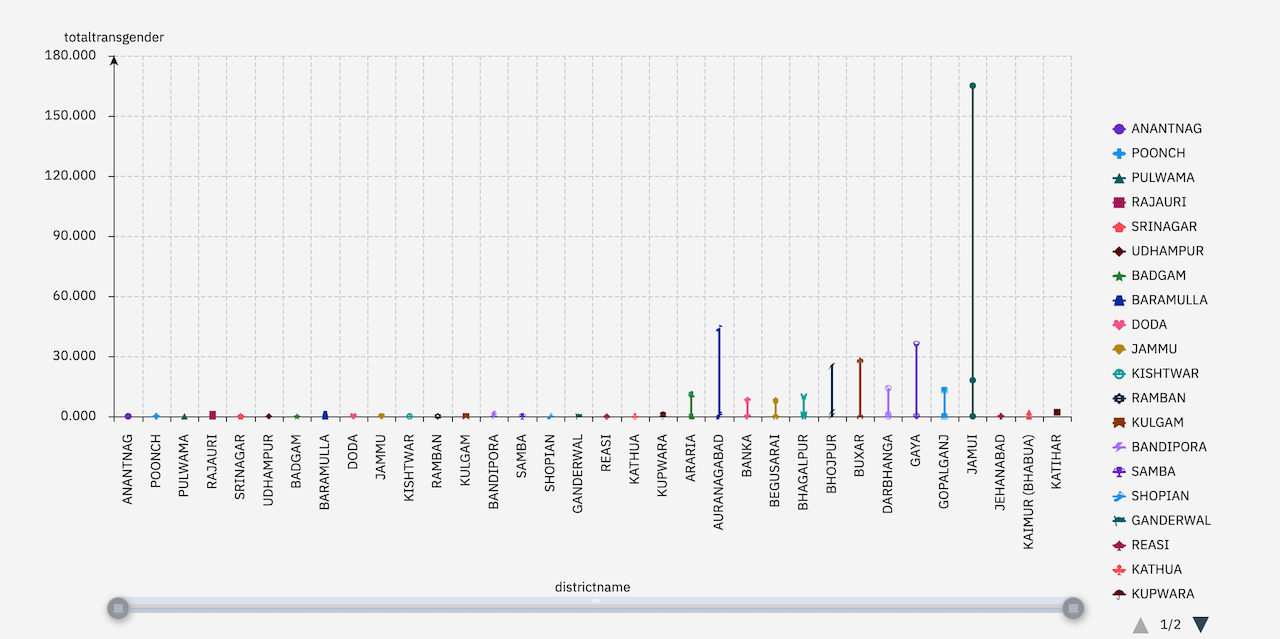 totaltransgender
180.000
150.000
120.000
90.000
60.000
30.000
0.000
ANANTNAG
POONCH
PULWAMA
RAJAURI
SRINAGAR
UDHAMPUR
BADGAM
BARAMULLA
DODA
JAMMU
KISHTWAR
RAMBAN
KULGAM
BANDIPORA
SAMBA
SHOPIAN
GANDERWAL
REASI
KATHUA
KUPWARA
ARARIA
AURANAGABAD
BANKA
BEGUSARAI
BHAGALPUR
BHOJPUR
BUXAR
DARBHANGA
GAYA
GOPALGANJ
JAMUI
JEHANABAD
KAIMUR (BHABUA)
KATIHAR
districtname
ANANTNAG
POONCH
PULWAMA
RAJAURI
SRINAGAR
UDHAMPUR
BADGAM
BARAMULLA
DODA
JAMMU
KISHTWAR
RAMBAN
KULGAM
BANDIPORA
SAMBA
SHOPIAN
GANDERWAL
REASI
KATHUA
KUPWARA
1/2